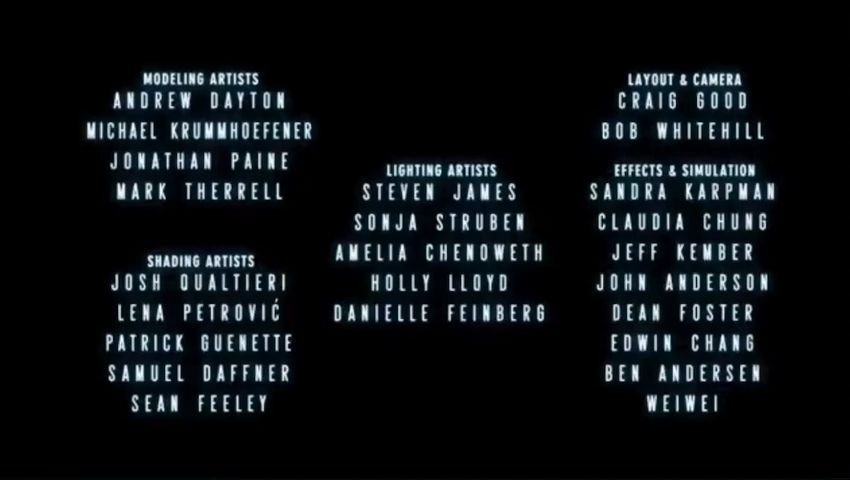 MODELING ARTISTS
ANDREW DAYTON
MICHAEL KRUMMHOEFENER
JONATHAN PAINE
MARK THERRELL
SHADING ARTISTS
JOSH QUALTIERI
LENA PETROVIĆ
PATRICK GUENETTE
SAMUEL DAFFNER
SEAN FEELEY
LIGHTING ARTISTS
STEVEN JAMES
SONJA STRUBEN
AMELIA CHENOWETH
HOLLY LLOYD
DANIELLE FEINBERG
LAYOUT & CAMERA
CRAIG GOOD
BOB WHITEHILL
EFFECTS & SIMULATION
SANDRA KARPMAN
CLAUDIA CHUNG
JEFF KEMBER
JOHN ANDERSON
DEAN FOSTER
EDWIN CHANG
BEN ANDERSEN
WEIWEI